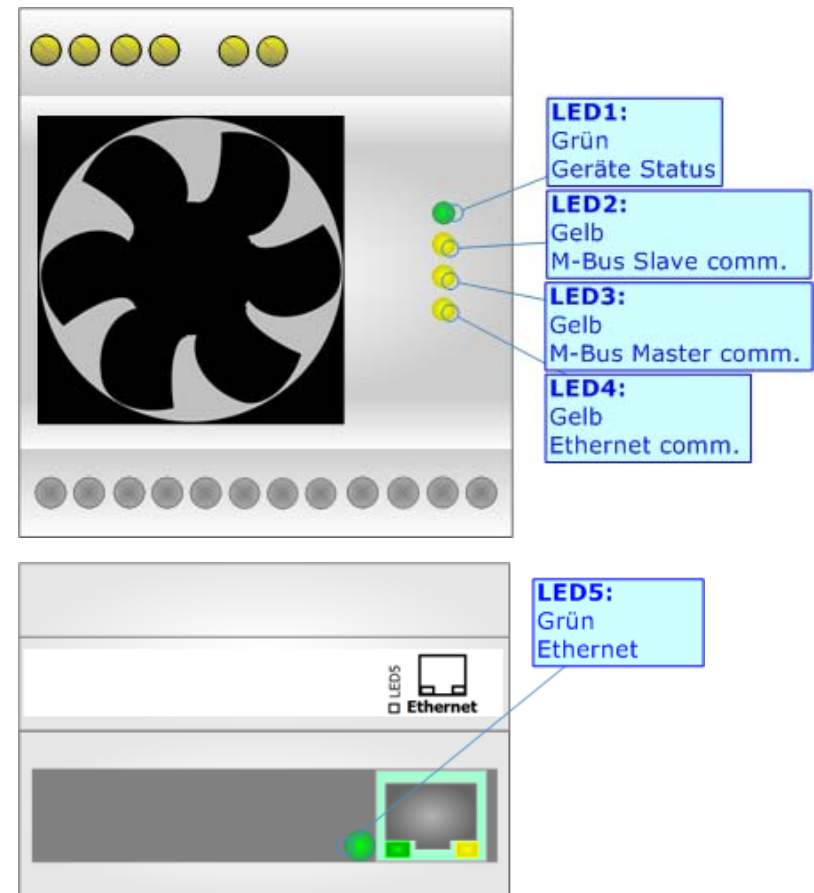 LED1:
Grün
Geräte Status
LED2:
Gelb
M-Bus Slave comm.
LED3:
Gelb
M-Bus Master comm.
LED4:
Gelb
Ethernet comm.
LED5:
Grün
Ethernet
LED5
Ethernet